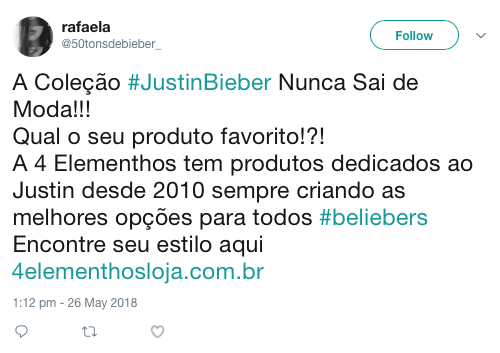 rafaela
@50tonsdebieber_
Follow
A Coleção #JustinBieber Nunca Sai de
Moda!!!
Qual o seu produto favorito!?!
A 4 Elementhos tem produtos dedicados ao
Justin desde 2010 sempre criando as
melhores opções para todos #beliebers
Encontre seu estilo aqui
4elementhosloja.com.br
1:12 pm - 26 May 2018